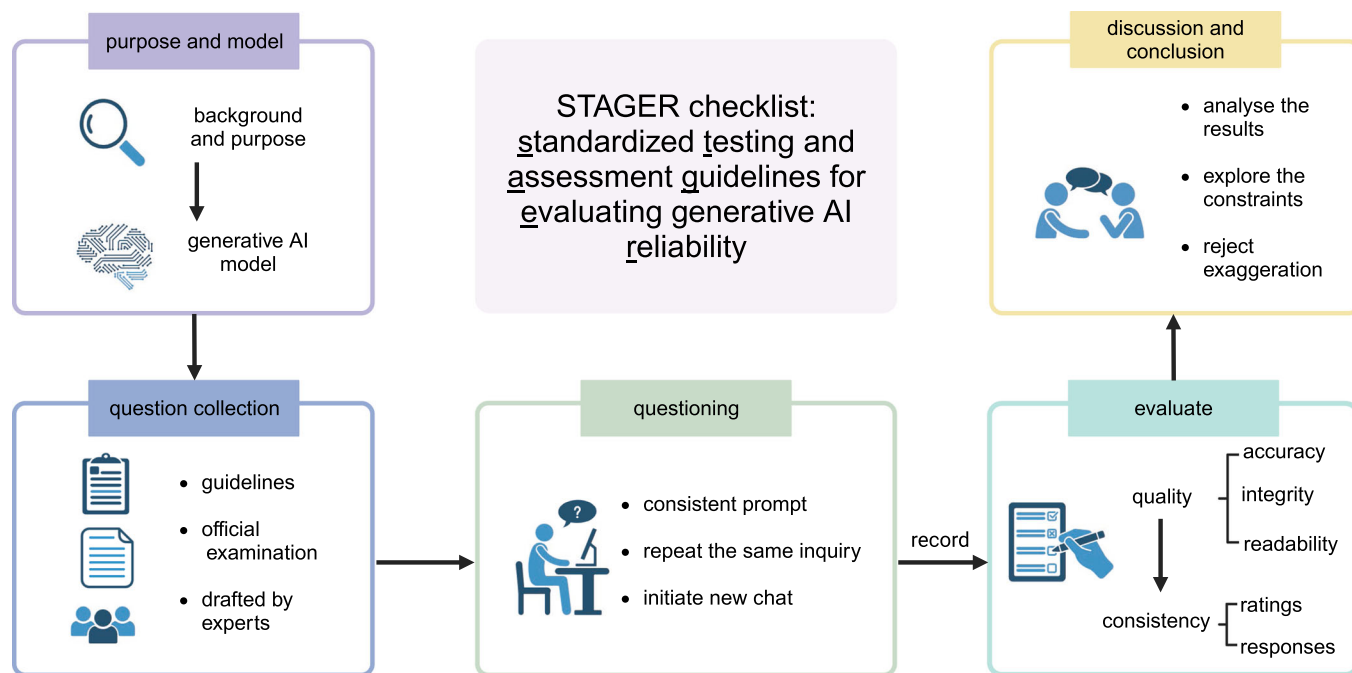 purpose and model
background
and purpose
generative AI
model
STAGER checklist:
standardized testing and
assessment guidelines for
evaluating generative AI
reliability
discussion and
conclusion
• analyse the
results
• explore the
constraints
• reject
exaggeration
question collection
• guidelines
• official
examination
• drafted by
experts
questioning
?
• consistent prompt
• repeat the same inquiry
• initiate new chat
record
evaluate
quality
accuracy
integrity
readability
consistency
ratings
responses